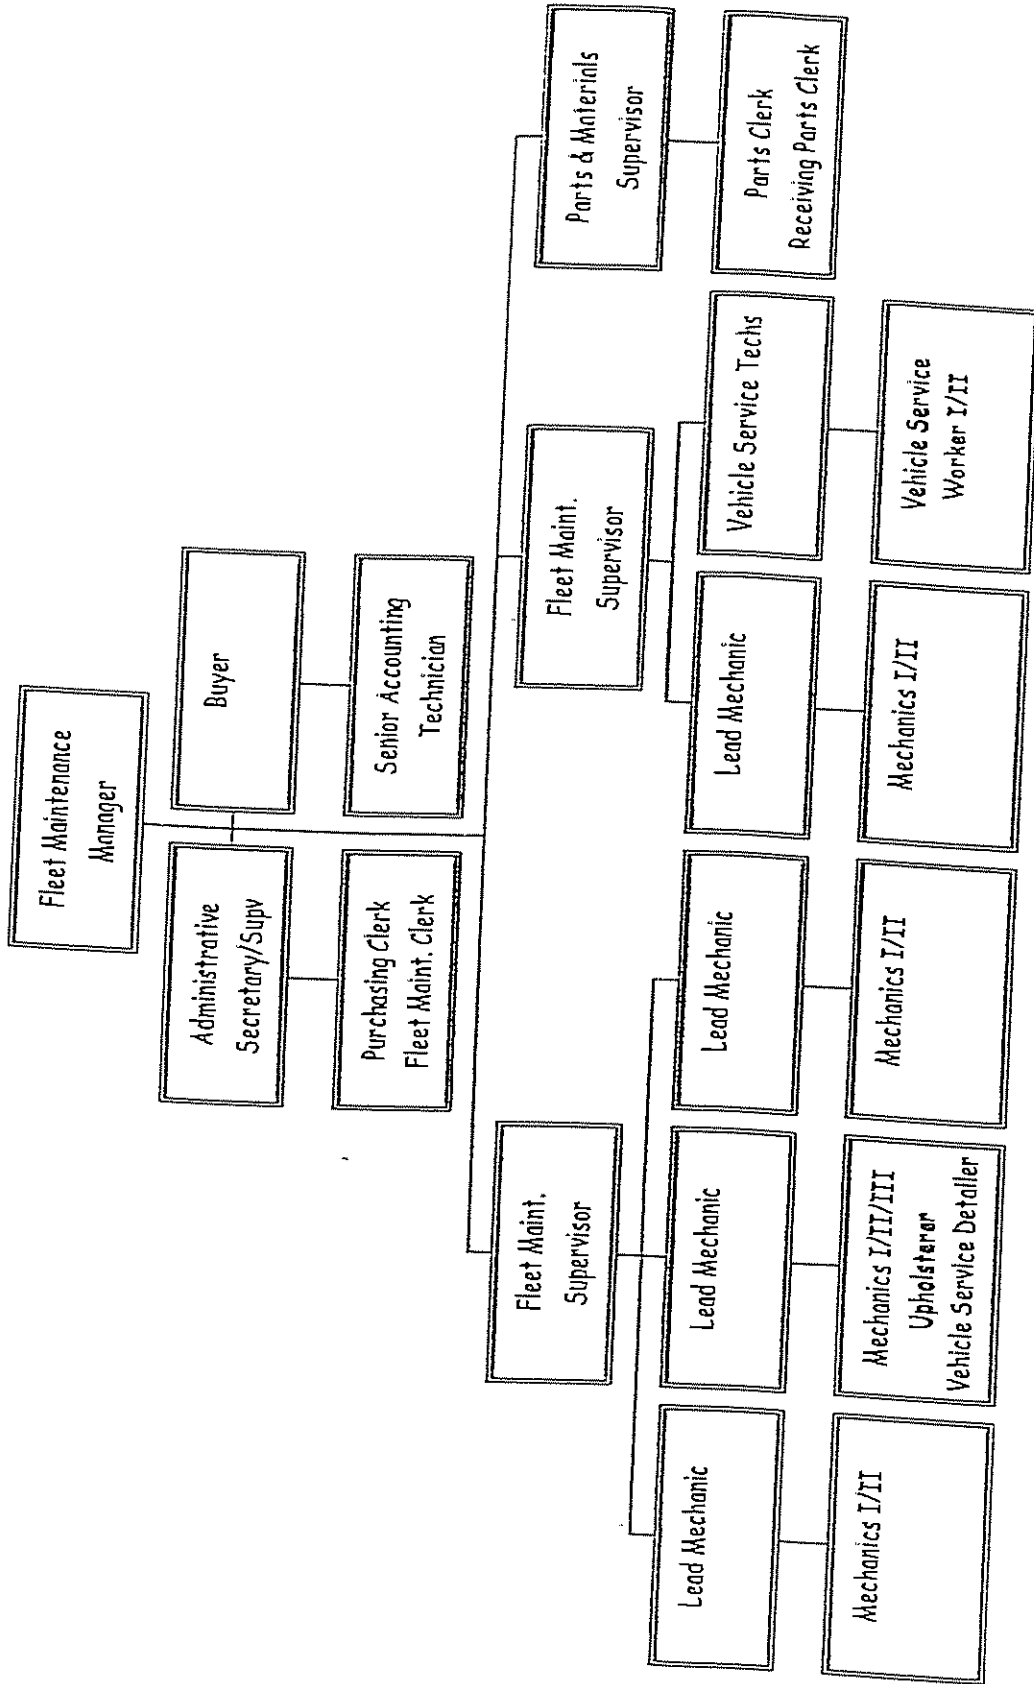 Fleet Maintenance
Manager
Administrative
Secretary/Supv
Buyer
Purchasing Clerk
Fleet Maint. Clerk
Senior Accounting
Technician
Fleet Maint.
Supervisor
Fleet Maint.
Supervisor
Parts & Materials
Supervisor
Lead Mechanic
Lead Mechanic
Lead Mechanic
Lead Mechanic
Vehicle Service Techs
Parts Clerk
Receiving Parts Clerk
Mechanics I/II
Mechanics I/II/III
Upholsterar
Vehicle Service Detaller
Mechanics I/II
Mechanics I/II
Vehicle Service
Worker I/II